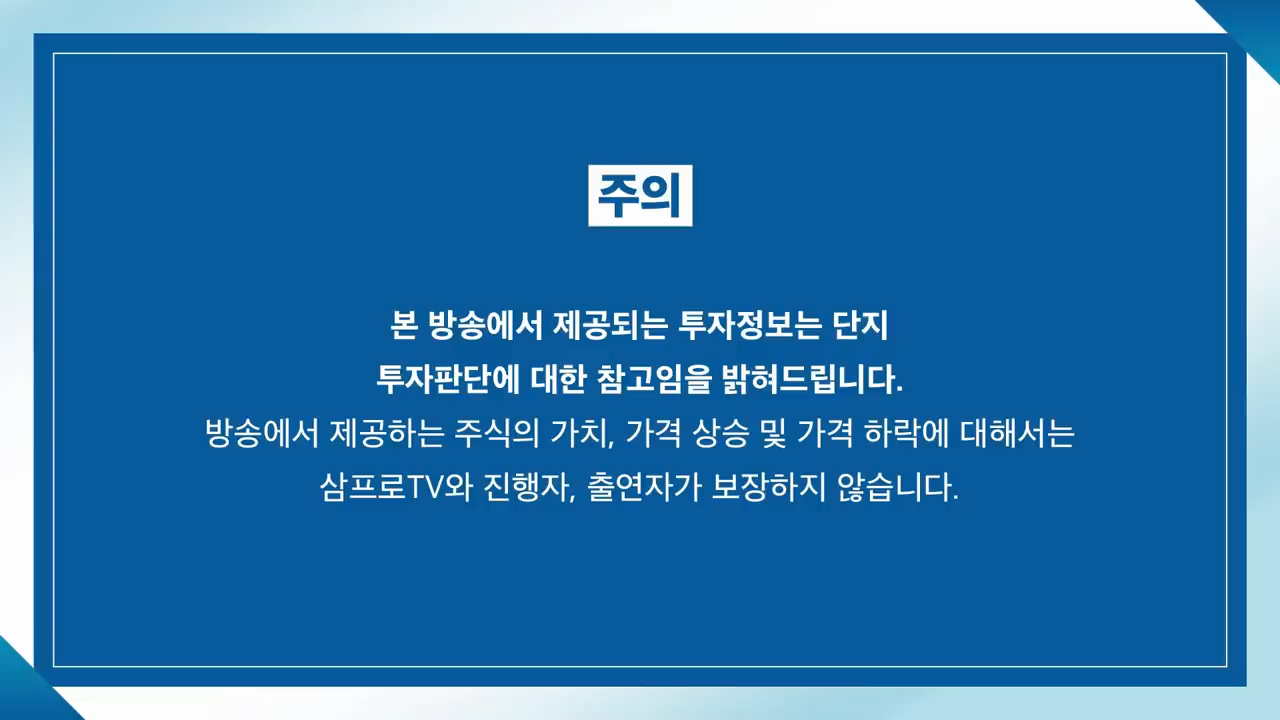 주의
본 방송에서 제공되는 투자정보는 단지
투자판단에 대한 참고임을 밝혀드립니다.
방송에서 제공하는 주식의 가치, 가격 상승 및 가격 하락에 대해서는
삼프로TV와 진행자, 출연자가 보장하지 않습니다.